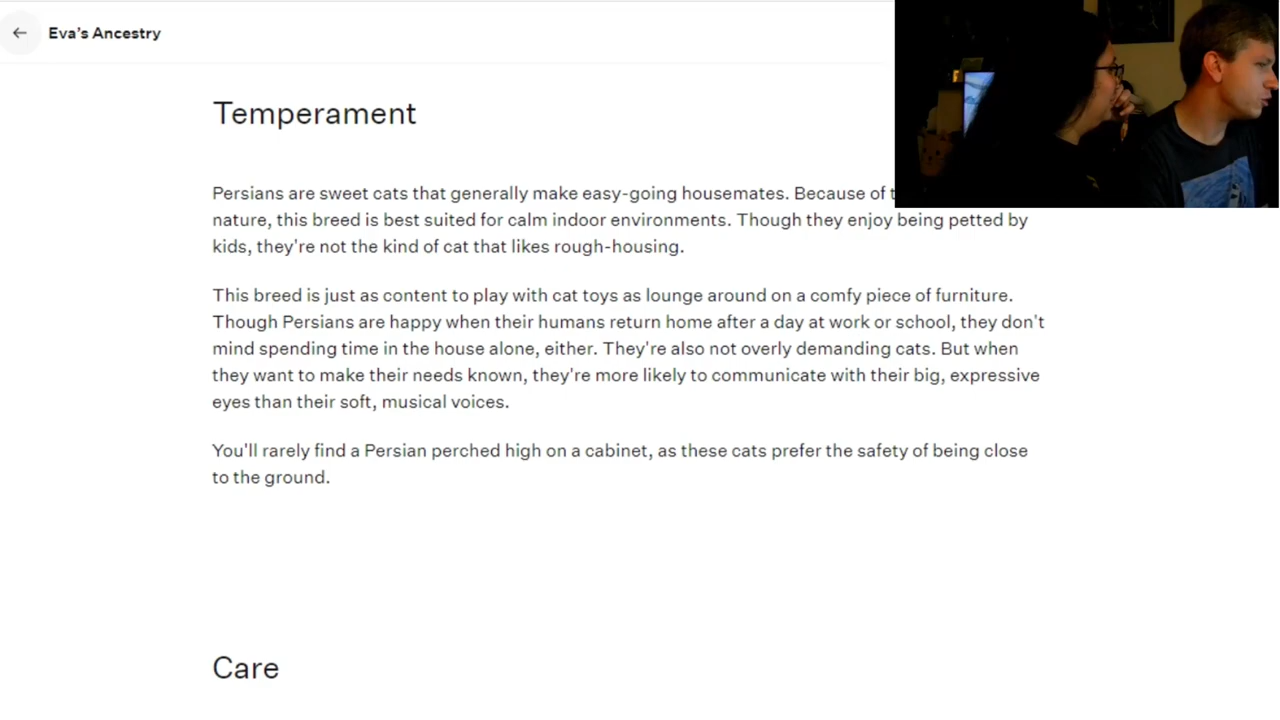 Eva's Ancestry
Temperament
Persians are sweet cats that generally make easy-going housemates. Because of
nature, this breed is best suited for calm indoor environments. Though they enjoy being petted by
kids, they're not the kind of cat that likes rough-housing.
This breed is just as content to play with cat toys as lounge around on a comfy piece of furniture.
Though Persians are happy when their humans return home after a day at work or school, they don't
mind spending time in the house alone, either. They're also not overly demanding cats. But when
they want to make their needs known, they're more likely to communicate with their big, expressive
eyes than their soft, musical voices.
You'll rarely find a Persian perched high on a cabinet, as these cats prefer the safety of being close
to the ground.
Care